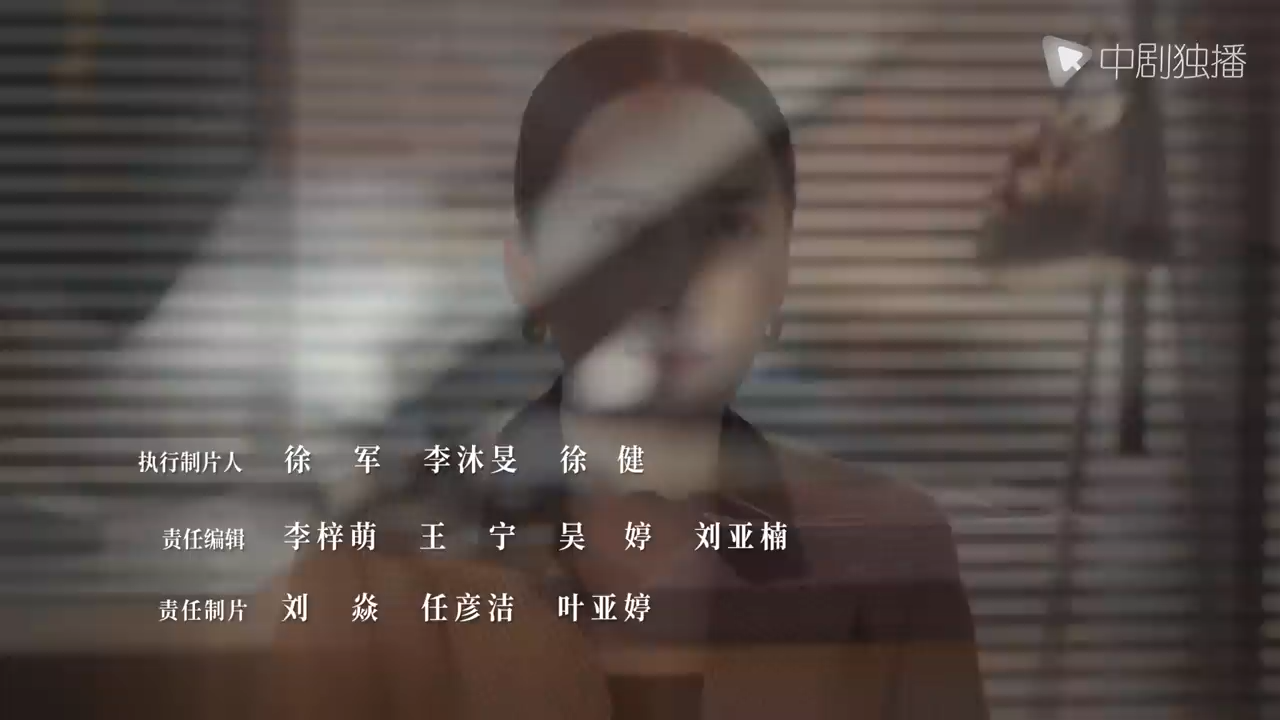 中剧独播
执行制片人 徐 军 李沐旻 徐 健
责任编辑 李梓萌 王 宁 吴 婷 刘亚楠
责任制片 刘 焱 任彦洁 叶亚婷